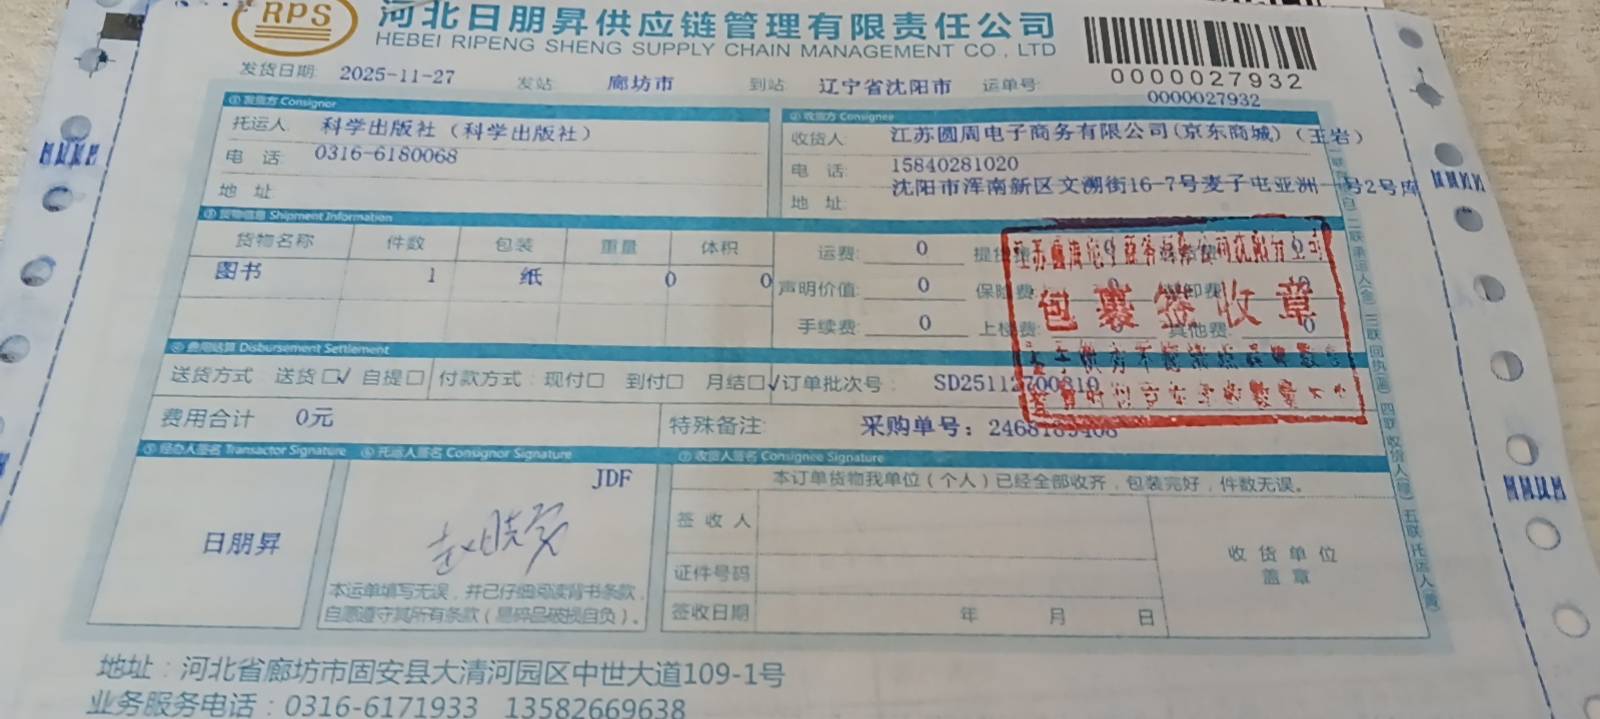 RPS 河北日朋昇供应链管理有限责任公司
HEBEI RIPENG SHENG SUPPLY CHAIN MANAGEMENT CO., LTD
0000027932
发货日期: 2025-11-27 发站 廊坊市 到站 辽宁省沈阳市 运单号: 0000027932
①发货方 Consignor ②收货方 Consignee
托运人 科学出版社（科学出版社） 收货人: 江苏圆周电子商务有限公司(京东商城)（王岩）
电 话 0316-6180068 电 话: 15840281020
地 址 地 址: 沈阳市浑南新区文溯街16-7号麦子屯亚洲一号2号库
③货物信息 Shipment Information
货物名称 件数 包装 重量 体积 运费: 0
图书 1 纸 0 0 声明价值: 0 保险费:
手续费: 0 上楼费: 其他费: 0
包裹签收章
④费用结算 Disbursement Settlement
送货方式 送货□√ 自提□ 付款方式: 现付□ 到付□ 月结□√ 订单批次号: SD25112700810
费用合计 0元 特殊备注: 采购单号:
⑤经办人签名 Transactor Signature ⑥托运人签名 Consignor Signature ⑦收货人签名 Consignee Signature
JDF 本订单货物我单位（个人）已经全部收齐，包装完好，件数无误。
签 收 人
日朋昇 收 货 单 位
盖 章
证件号码
本运单填写无误，并已仔细阅读背书条款，
自愿遵守其所有条款（易碎品破损自负）。
签收日期 年 月 日
地址：河北省廊坊市固安县大清河园区中世大道109-1号
业务服务电话：0316-6171933 13582669638